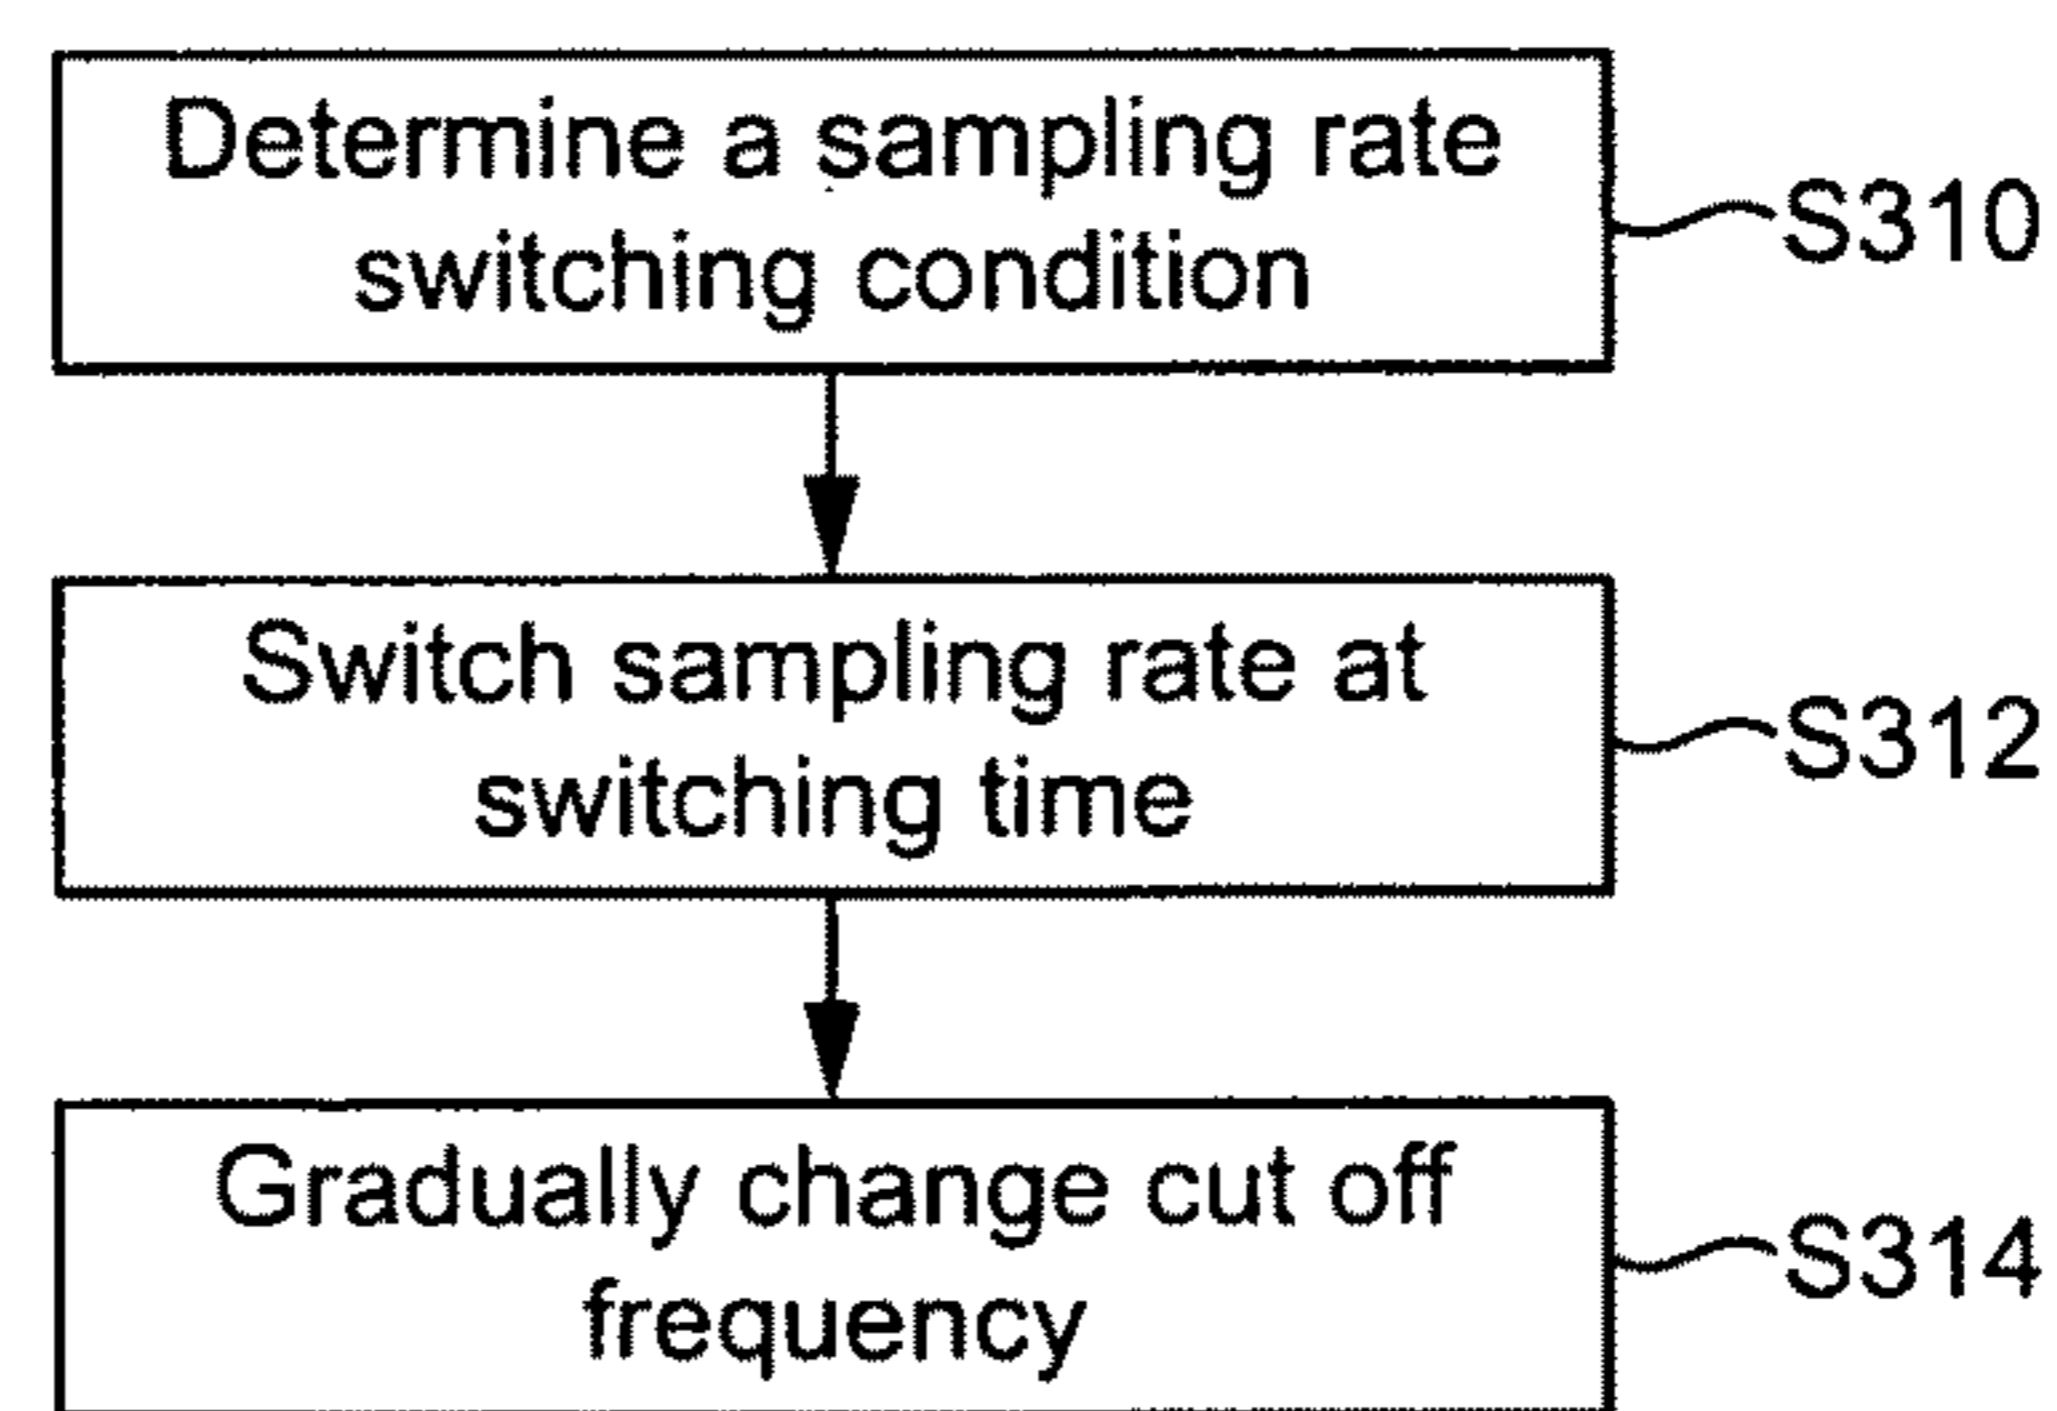 Determine a sampling rate
switching condition
S310
Switch sampling rate at
switching time
S312
Gradually change cut off
frequency
S314